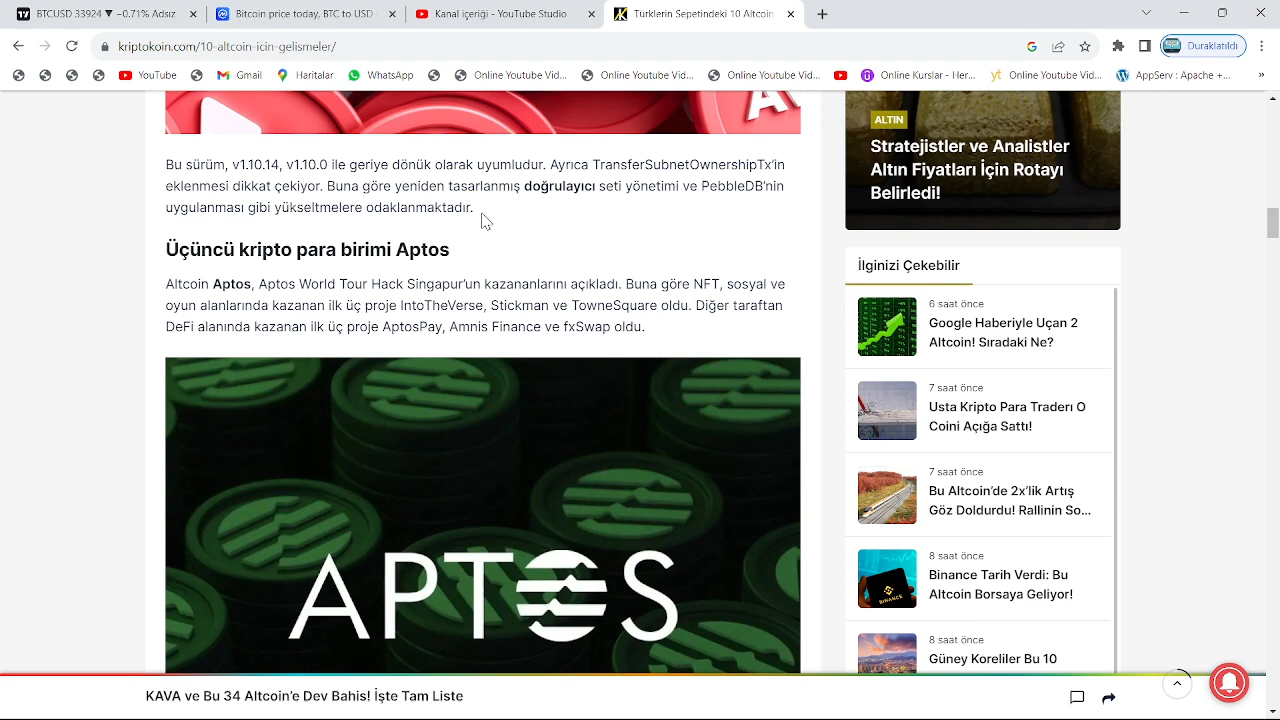 BTCUSD 33924 ▼ −0.71% Adsız
Bitcoin price today, BTC to USD
Kanal içeriği - YouTube Studio
Türklerin Sepetindeki 10 Altcoin
kriptokoin.com/10-altcoin-icin-gelismeler/
Duraklatıldı
YouTube
Gmail
Haritalar
WhatsApp
Online Youtube Vid...
Online Youtube Vid...
Online Youtube Vid...
Online Kurslar - Her...
Online Youtube Vid...
AppServ : Apache +...
»
Bu sürüm, v1.10.14, v1.10.0 ile geriye dönük olarak uyumludur. Ayrıca TransferSubnetOwnershipTx’in
eklenmesi dikkat çekiyor. Buna göre yeniden tasarlanmış doğrulayıcı seti yönetimi ve PebbleDB’nin
uygulanması gibi yükseltmelere odaklanmaktadır.
Üçüncü kripto para birimi Aptos
Altcoin Aptos, Aptos World Tour Hack Singapur’un kazananlarını açıkladı. Buna göre NFT, sosyal ve
oyun alanlarında kazanan ilk üç proje IntoTheVerse, Stickman ve TowneSquare oldu. Diğer taraftan
DeFi alanında kazanan ilk üç proje AptosPay, Amnis Finance ve fxSwap oldu.
APTOS
ALTIN
Stratejistler ve Analistler
Altın Fiyatları İçin Rotayı
Belirledi!
İlginizi Çekebilir
6 saat önce
Google Haberiyle Uçan 2
Altcoin! Sıradaki Ne?
7 saat önce
Usta Kripto Para Traderı O
Coini Açığa Sattı!
7 saat önce
Bu Altcoin’de 2x’lik Artış
Göz Doldurdu! Rallinin So...
8 saat önce
Binance Tarih Verdi: Bu
Altcoin Borsaya Geliyor!
BINANCE
8 saat önce
Güney Koreliler Bu 10
KAVA ve Bu 34 Altcoin’e Dev Bahis! İşte Tam Liste